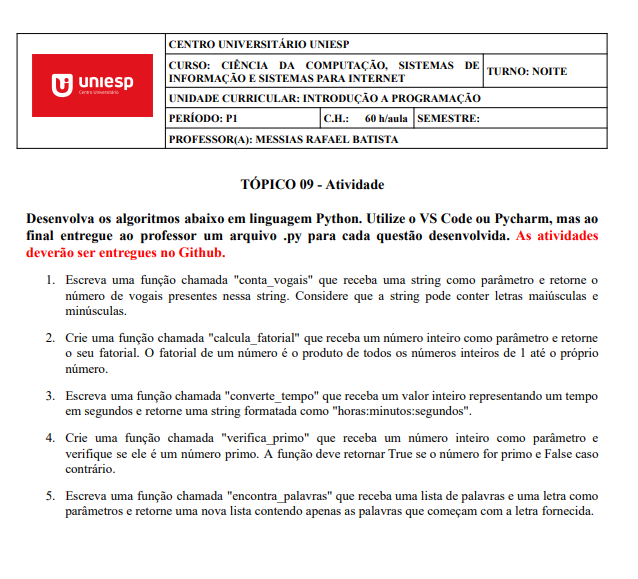 uniesp
Centro Universitário
CENTRO UNIVERSITÁRIO UNIESP
CURSO: CIÊNCIA DA COMPUTAÇÃO, SISTEMAS DE
INFORMAÇÃO E SISTEMAS PARA INTERNET
TURNO: NOITE
UNIDADE CURRICULAR: INTRODUÇÃO A PROGRAMAÇÃO
PERÍODO: P1
C.H.: 60 h/aula
SEMESTRE:
PROFESSOR(A): MESSIAS RAFAEL BATISTA
TÓPICO 09 - Atividade
Desenvolva os algoritmos abaixo em linguagem Python. Utilize o VS Code ou Pycharm, mas ao
final entregue ao professor um arquivo .py para cada questão desenvolvida. As atividades
deverão ser entregues no Github.
1. Escreva uma função chamada "conta_vogais" que receba uma string como parâmetro e retorne o
número de vogais presentes nessa string. Considere que a string pode conter letras maiúsculas e
minúsculas.
2. Crie uma função chamada "calcula_fatorial" que receba um número inteiro como parâmetro e retorne
o seu fatorial. O fatorial de um número é o produto de todos os números inteiros de 1 até o próprio
número.
3. Escreva uma função chamada "converte_tempo" que receba um valor inteiro representando um tempo
em segundos e retorne uma string formatada como "horas:minutos:segundos".
4. Crie uma função chamada "verifica_primo" que receba um número inteiro como parâmetro e
verifique se ele é um número primo. A função deve retornar True se o número for primo e False caso
contrário.
5. Escreva uma função chamada "encontra_palavras" que receba uma lista de palavras e uma letra como
parâmetros e retorne uma nova lista contendo apenas as palavras que começam com a letra fornecida.